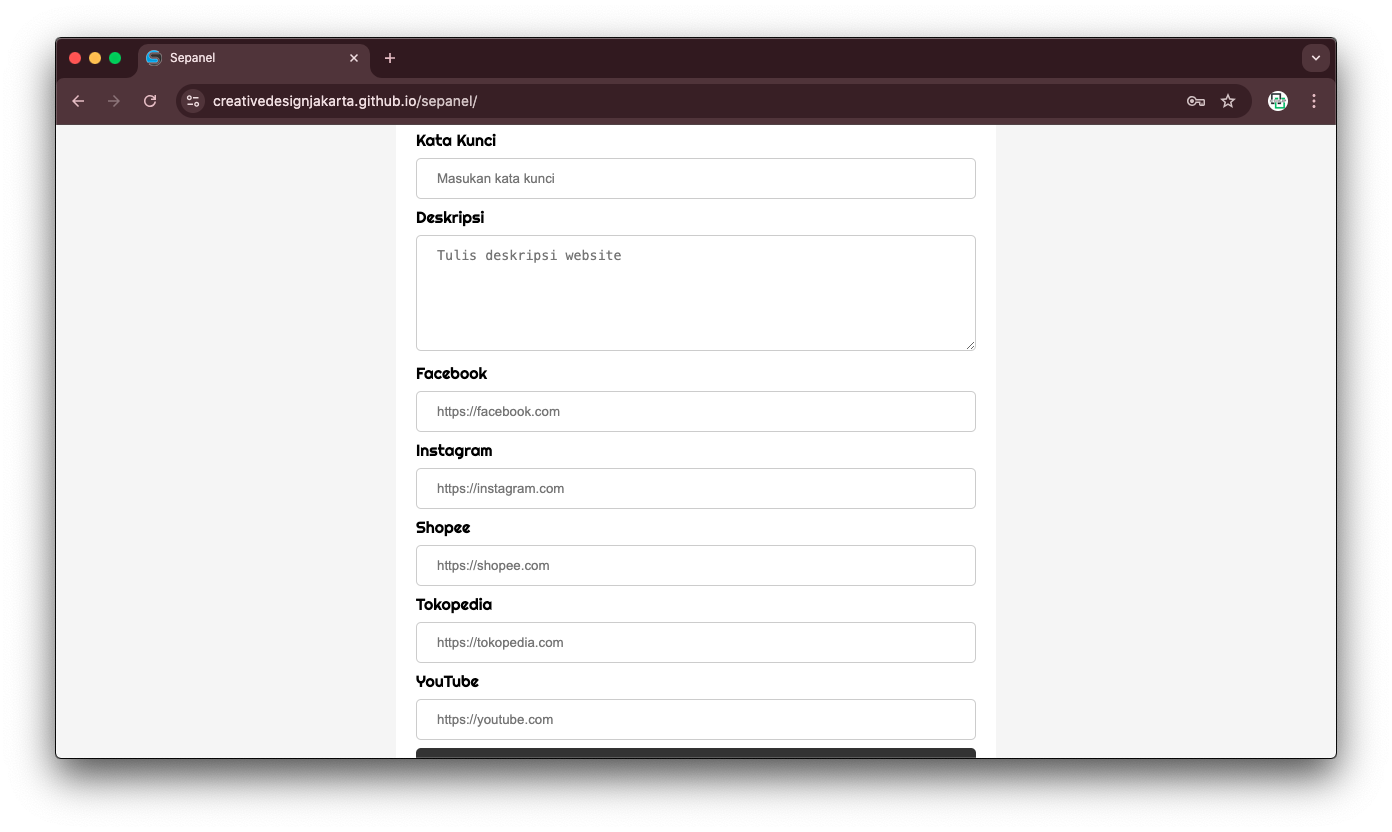 Sepanel
creativedesignjakarta.github.io/sepanel/
Kata Kunci
Masukan kata kunci
Deskripsi
Tulis deskripsi website
Facebook
https://facebook.com
Instagram
https://instagram.com
Shopee
https://shopee.com
Tokopedia
https://tokopedia.com
YouTube
https://youtube.com